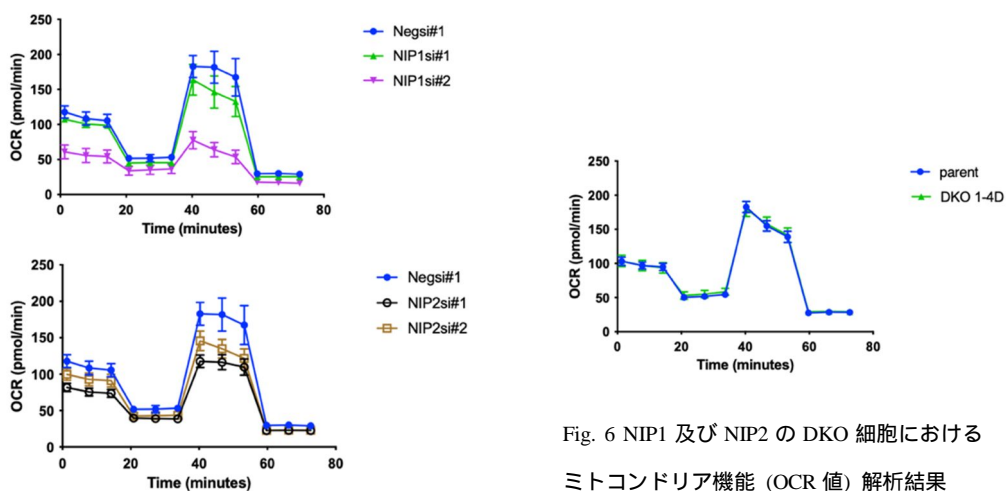 250
200
150
100
50
0
OCR (pmol/min)
0 20 40 60 80
Time (minutes)
Negsi#1
NIP1si#1
NIP1si#2
250
200
150
100
50
0
OCR (pmol/min)
0 20 40 60 80
Time (minutes)
Negsi#1
NIP2si#1
NIP2si#2
250
200
150
100
50
0
OCR (pmol/min)
0 20 40 60 80
Time (minutes)
parent
DKO 1-4D
Fig. 6 NIP1 及び NIP2 の DKO 細胞における
ミトコンドリア機能 (OCR 値) 解析結果